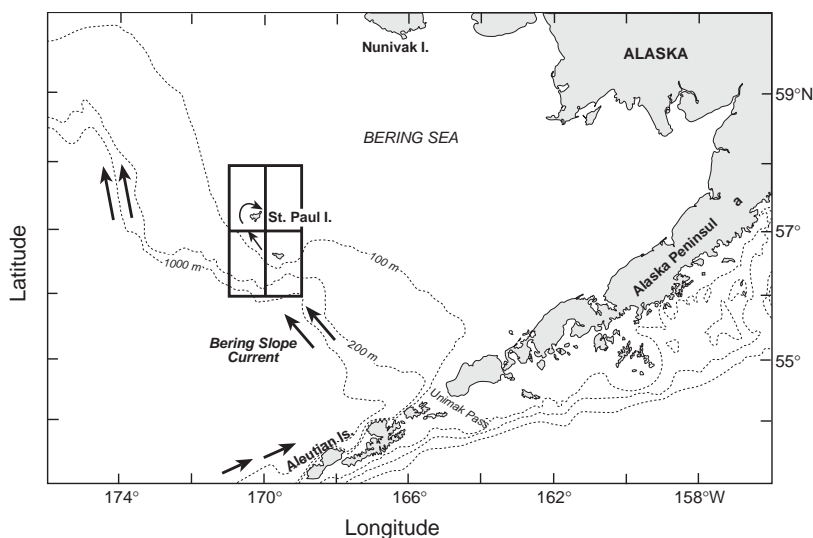 Nunivak I.
ALASKA
59°N
BERING SEA
St. Paul I.
57°
Latitude
1000 m
100 m
Alaska Peninsul a
Bering Slope
Current
200 m
55°
Unimak Pass
Aleutian Is.
174°
170°
166°
162°
158°W
Longitude